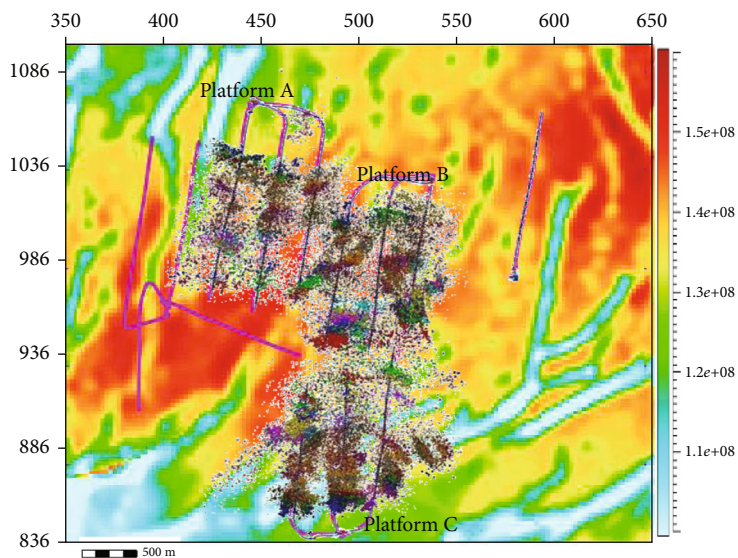 350 400 450 500 550 600 650
1086
Platform A
1.5e+08
1036
Platform B
1.4e+08
986
1.3e+08
936
1.2e+08
886
1.1e+08
Platform C
836
500 m